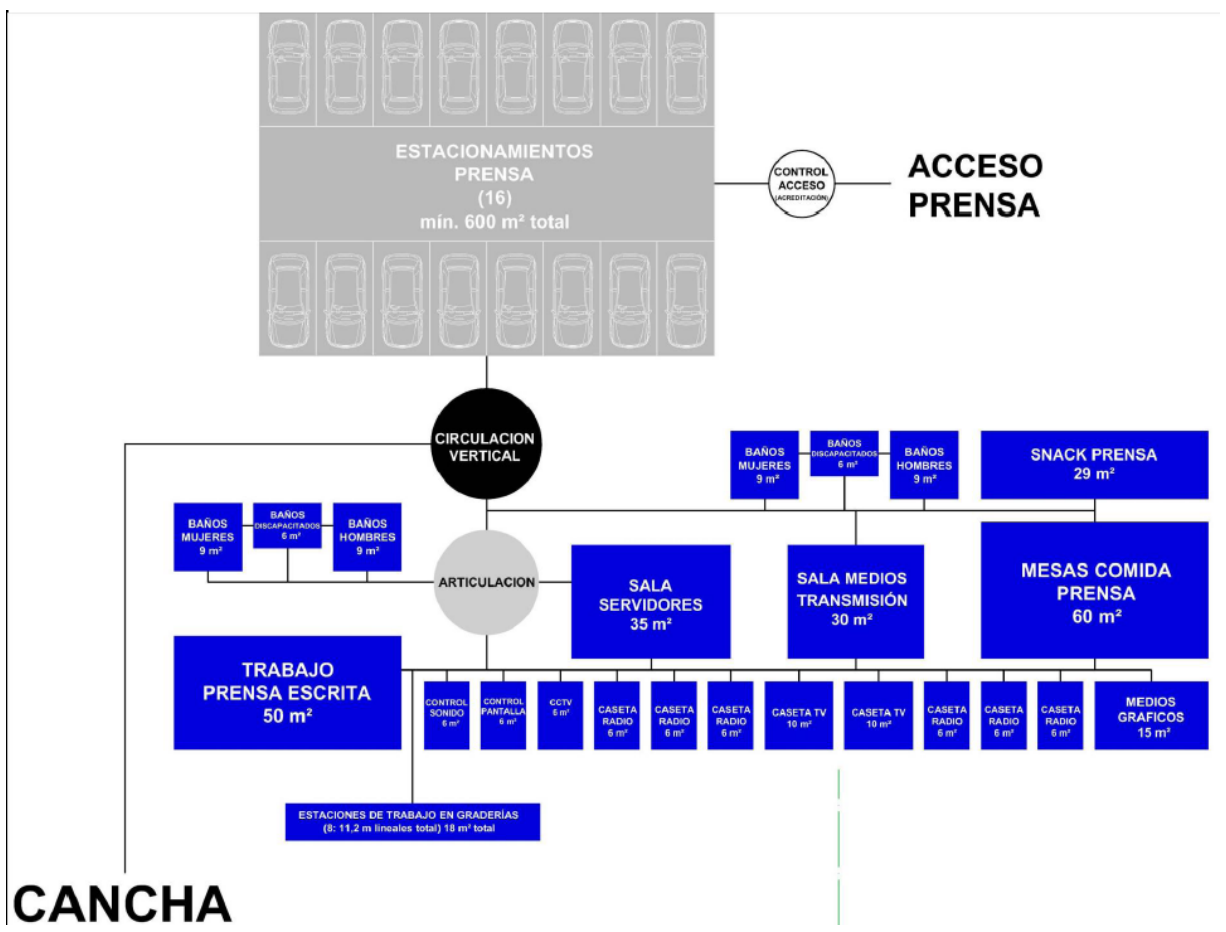 ESTACIONAMIENTOS
PRENSA
(16)
mín. 600 m² total
CONTROL
ACCESO
(ACREDITACIÓN)
ACCESO
PRENSA
CIRCULACION
VERTICAL
BAÑOS
MUJERES
9 m²
BAÑOS
DISCAPACITADOS
6 m²
BAÑOS
HOMBRES
9 m²
SNACK PRENSA
29 m²
BAÑOS
MUJERES
9 m²
BAÑOS
DISCAPACITADOS
6 m²
BAÑOS
HOMBRES
9 m²
ARTICULACION
SALA
SERVIDORES
35 m²
SALA MEDIOS
TRANSMISIÓN
30 m²
MESAS COMIDA
PRENSA
60 m²
TRABAJO
PRENSA ESCRITA
50 m²
CONTROL
SONIDO
6 m²
CONTROL
PANTALLA
6 m²
CCTV
6 m²
CASETA
RADIO
6 m²
CASETA
RADIO
6 m²
CASETA
RADIO
6 m²
CASETA TV
10 m²
CASETA TV
10 m²
CASETA
RADIO
6 m²
CASETA
RADIO
6 m²
CASETA
RADIO
6 m²
MEDIOS
GRAFICOS
15 m²
ESTACIONES DE TRABAJO EN GRADERÍAS
(8: 11,2 m lineales total) 18 m² total
CANCHA